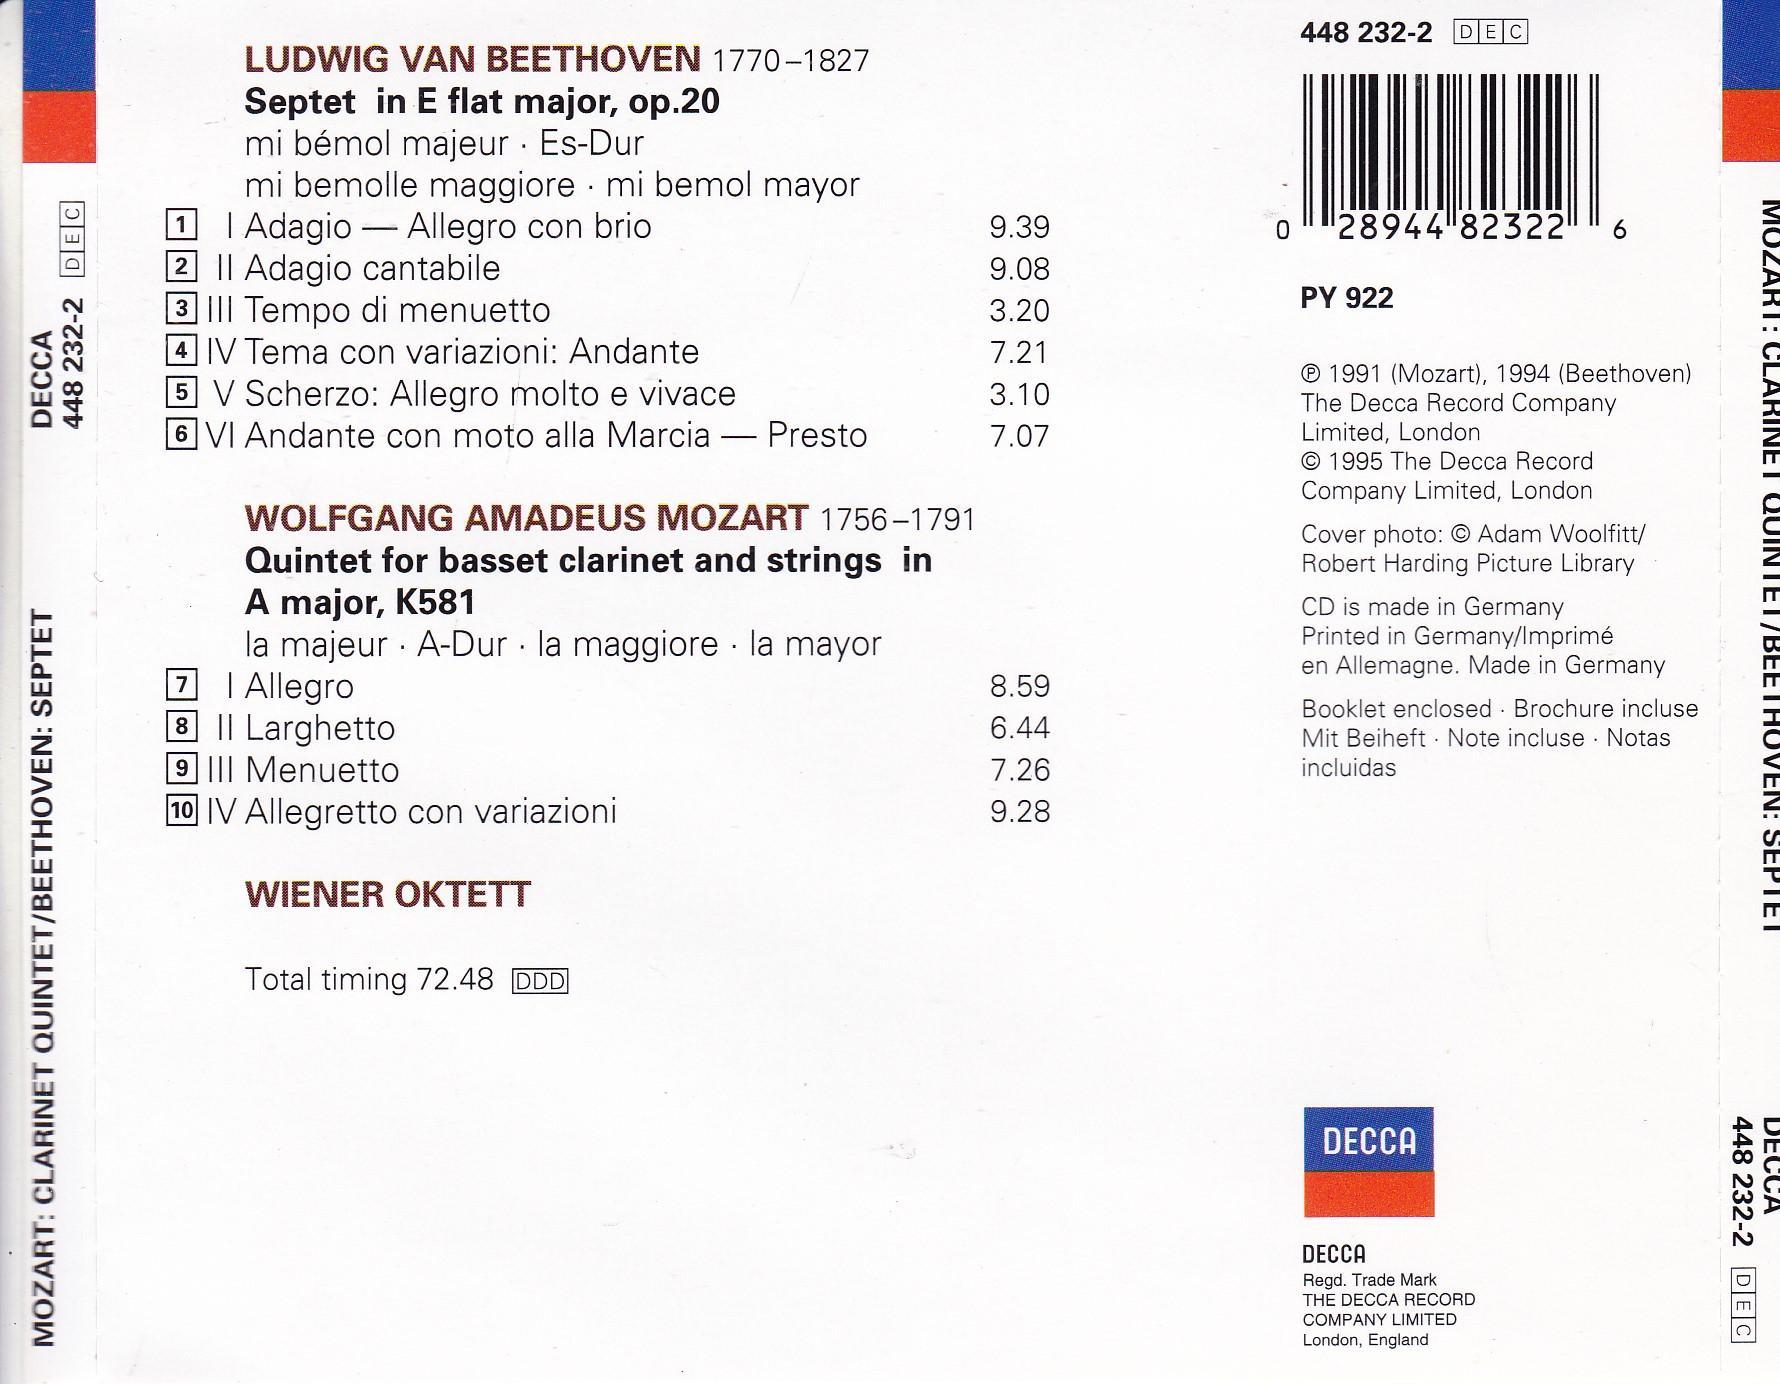 LUDWIG VAN BEETHOVEN 1770–1827
Septet in E flat major, op.20
mi bémol majeur · Es-Dur
mi bemolle maggiore · mi bemol mayor
1 I Adagio — Allegro con brio 9.39
2 II Adagio cantabile 9.08
3 III Tempo di menuetto 3.20
4 IV Tema con variazioni: Andante 7.21
5 V Scherzo: Allegro molto e vivace 3.10
6 VI Andante con moto alla Marcia — Presto 7.07
WOLFGANG AMADEUS MOZART 1756–1791
Quintet for basset clarinet and strings in
A major, K581
la majeur · A-Dur · la maggiore · la mayor
7 I Allegro 8.59
8 II Larghetto 6.44
9 III Menuetto 7.26
10 IV Allegretto con variazioni 9.28
WIENER OKTETT
Total timing 72.48 DDD
448 232-2 DEC
0 28944 82322 6
PY 922
℗ 1991 (Mozart), 1994 (Beethoven)
The Decca Record Company
Limited, London
© 1995 The Decca Record
Company Limited, London
Cover photo: © Adam Woolfitt/
Robert Harding Picture Library
CD is made in Germany
Printed in Germany/Imprimé
en Allemagne. Made in Germany
Booklet enclosed · Brochure incluse
Mit Beiheft · Note incluse · Notas
incluidas
DECCA
DECCA
Regd. Trade Mark
THE DECCA RECORD
COMPANY LIMITED
London, England
MOZART: CLARINET QUINTET/BEETHOVEN: SEPTET
DECCA
448 232-2 DEC
MOZART: CLARINET QUINTET/BEETHOVEN: SEPTET
DECCA
448 232-2 DEC